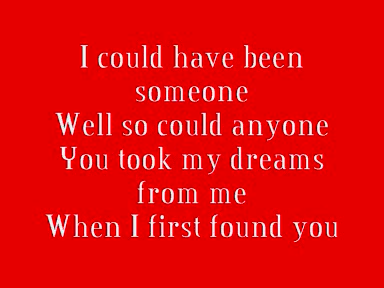 I could have been
someone
Well so could anyone
You took my dreams
from me
When I first found you